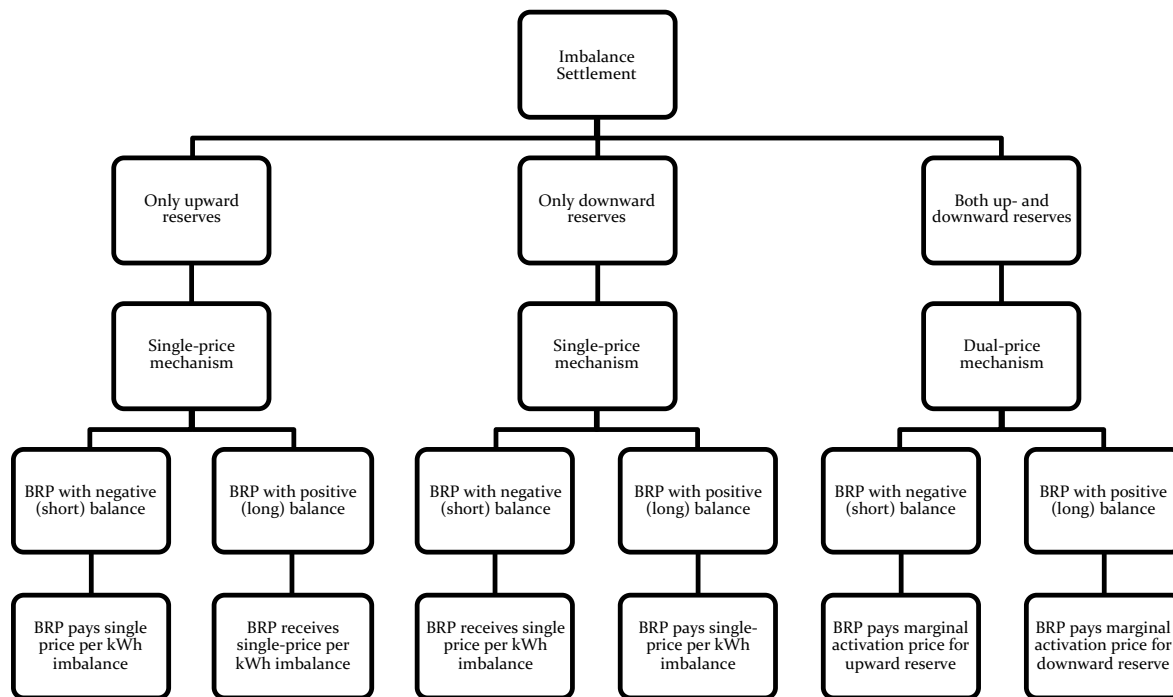 Imbalance
Settlement
Only upward
reserves
Only downward
reserves
Both up- and
downward reserves
Single-price
mechanism
Single-price
mechanism
Dual-price
mechanism
BRP with negative
(short) balance
BRP with positive
(long) balance
BRP with negative
(short) balance
BRP with positive
(long) balance
BRP with negative
(short) balance
BRP with positive
(long) balance
BRP pays single
price per kWh
imbalance
BRP receives
single-price per
kWh imbalance
BRP receives single
price per kWh
imbalance
BRP pays single-
price per kWh
imbalance
BRP pays marginal
activation price for
upward reserve
BRP pays marginal
activation price for
downward reserve